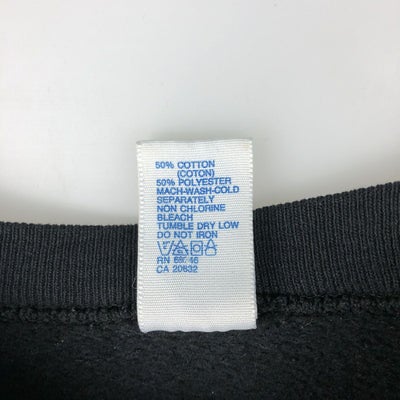 50% COTTON
(COTON)
50% POLYESTER
MACH-WASH-COLD
SEPARATELY
NON CHLORINE
BLEACH
TUMBLE DRY LOW
DO NOT IRON
RN 46
CA 20632